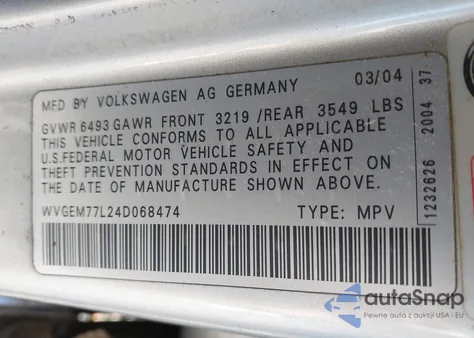 MFD BY VOLKSWAGEN AG GERMANY 03/04
GVWR 6493 GAWR FRONT 3219 /REAR 3549 LBS
THIS VEHICLE CONFORMS TO ALL APPLICABLE
U.S.FEDERAL MOTOR VEHICLE SAFETY AND
THEFT PREVENTION STANDARDS IN EFFECT ON
THE DATE OF MANUFACTURE SHOWN ABOVE.
WVGEM77L24D068474 TYPE: MPV
1232626 2004 37
autoSnap
Pewne auta z aukcji USA i EU